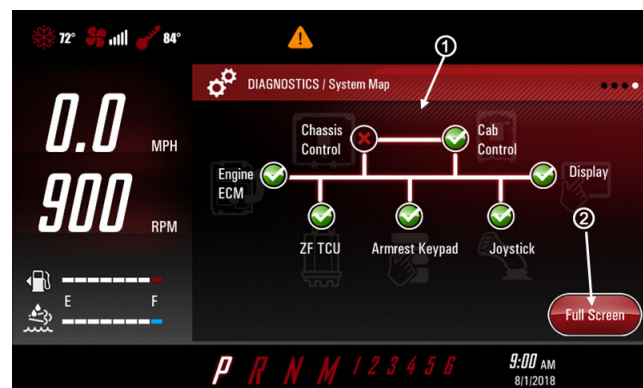 72°
84°
①
DIAGNOSTICS / System Map
0.0 MPH
Chassis
Control
Cab
Control
Engine
ECM
Display
900 RPM
ZF TCU
Armrest Keypad
Joystick
②
E F
Full Screen
P R N M 1 2 3 4 5 6
9:00 AM
8/1/2018